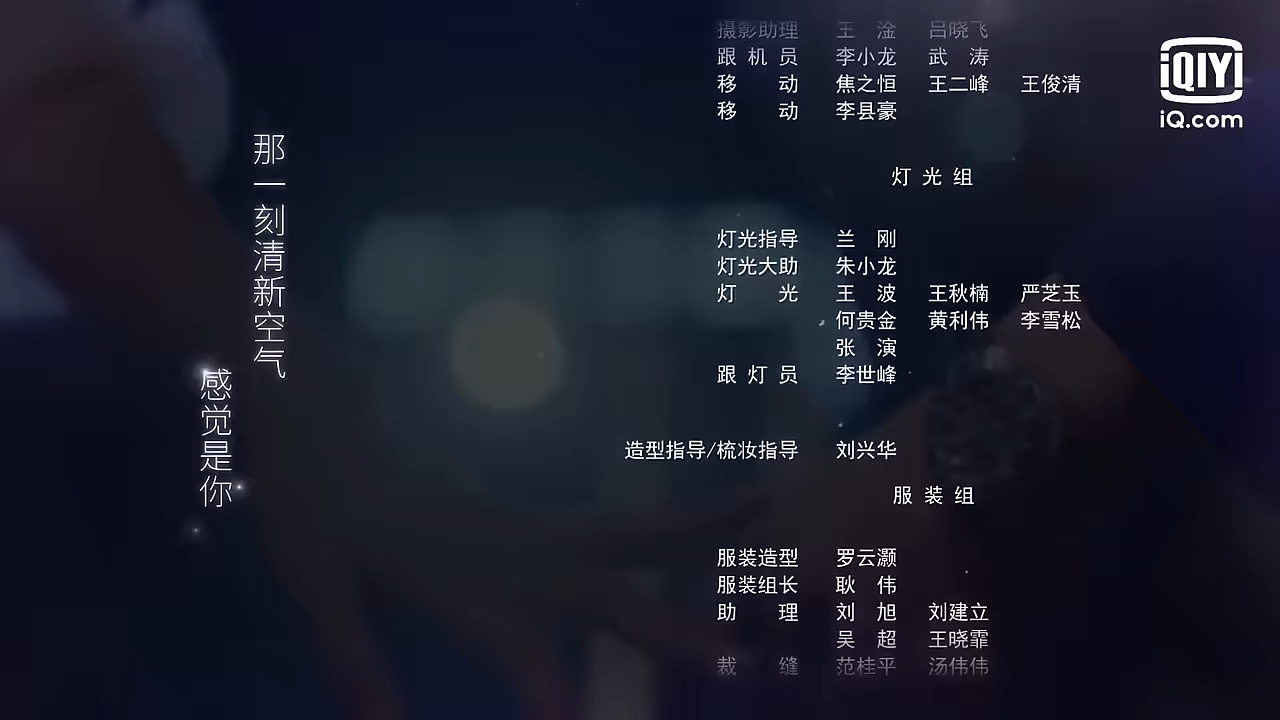 摄影助理 王 淦 吕晓飞
跟机员 李小龙 武 涛
移 动 焦之恒 王二峰 王俊清
移 动 李县豪
灯光组
灯光指导 兰 刚
灯光大助 朱小龙
灯 光 王 波 王秋楠 严芝玉
何贵金 黄利伟 李雪松
张 演
跟灯员 李世峰
造型指导/梳妆指导 刘兴华
服装组
服装造型 罗云灏
服装组长 耿 伟
助 理 刘 旭 刘建立
吴 超 王晓霏
裁 缝 范桂平 汤伟伟
那一刻清新空气
感觉是你
iQIYI
iQ.com